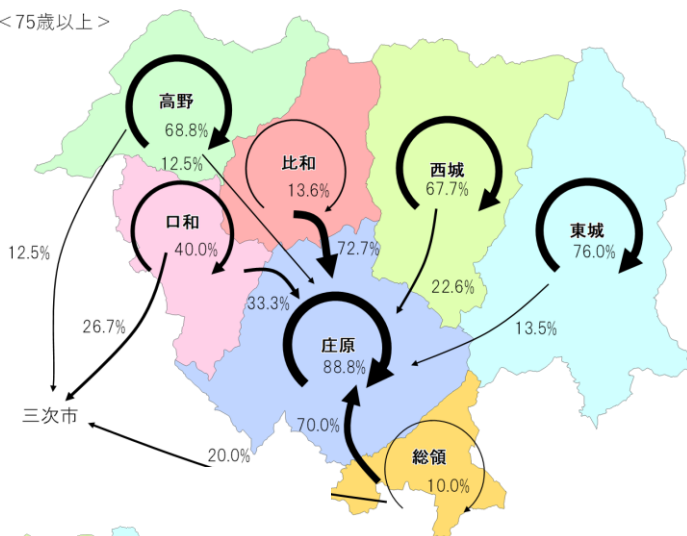 ＜75歳以上＞
高野
68.8%
12.5%
比和
13.6%
西城
67.7%
東城
76.0%
口和
40.0%
12.5%
72.7%
33.3%
22.6%
26.7%
13.5%
庄原
88.8%
三次市
70.0%
20.0%
総領
10.0%